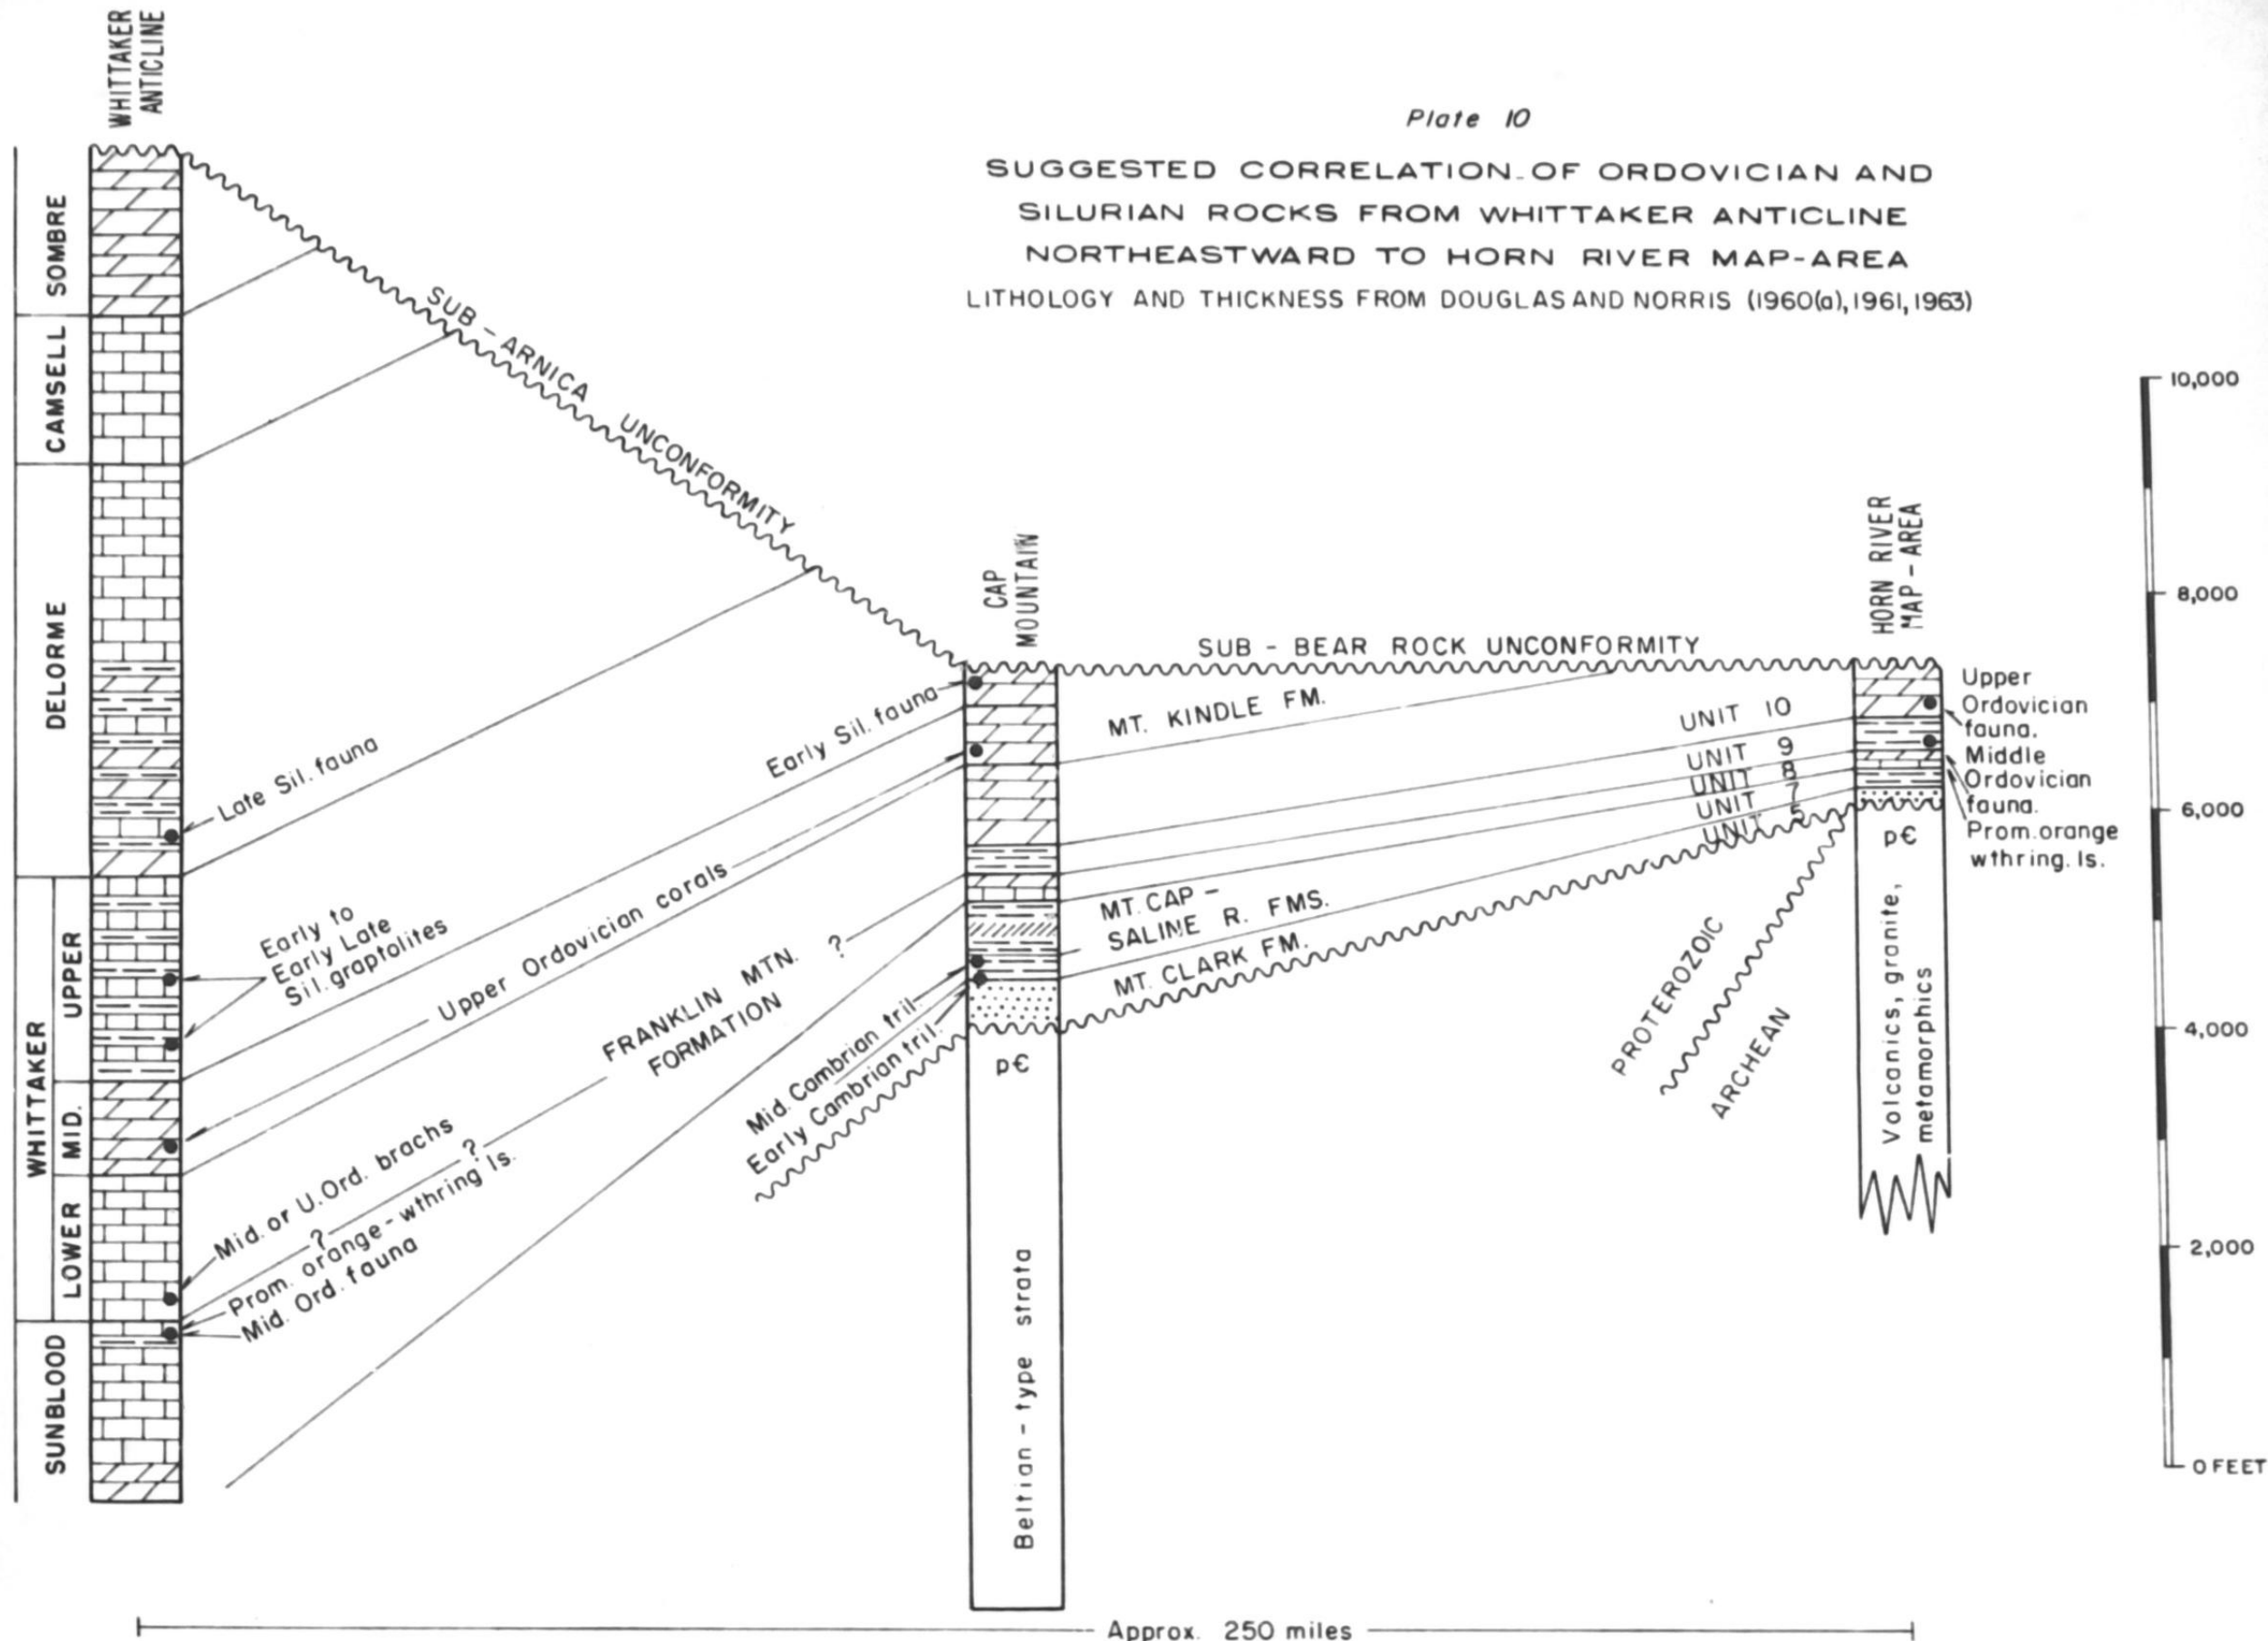 Plate 10
SUGGESTED CORRELATION OF ORDOVICIAN AND
SILURIAN ROCKS FROM WHITTAKER ANTICLINE
NORTHEASTWARD TO HORN RIVER MAP-AREA
LITHOLOGY AND THICKNESS FROM DOUGLAS AND NORRIS (1960(a), 1961, 1963)
WHITTAKER
ANTICLINE
SOMBRE
CAMSELL
DELORME
WHITTAKER
UPPER
MID.
LOWER
SUNBLOOD
SUB - ARNICA UNCONFORMITY
Late Sil. fauna
Early to
Early Late
Sil. graptolites
Upper Ordovician corals
Mid. or U. Ord. brachs
?
?
Prom. orange - wthring ls.
Mid. Ord. fauna
FRANKLIN MTN. ?
FORMATION
Early Sil. fauna
Mid. Cambrian tril.
Early Cambrian tril.
CAP
MOUNTAIN
p€
Beltian - type strata
SUB - BEAR ROCK UNCONFORMITY
MT. KINDLE FM.
MT. CAP -
SALINE R. FMS.
MT. CLARK FM.
UNIT 10
UNIT 9
UNIT 8
UNIT 7
UNIT 5
PROTEROZOIC
ARCHEAN
HORN RIVER
MAP - AREA
p€
Volcanics, granite,
metamorphics
Upper
Ordovician
fauna.
Middle
Ordovician
fauna.
Prom. orange
wthring. ls.
10,000
8,000
6,000
4,000
2,000
0 FEET
Approx. 250 miles